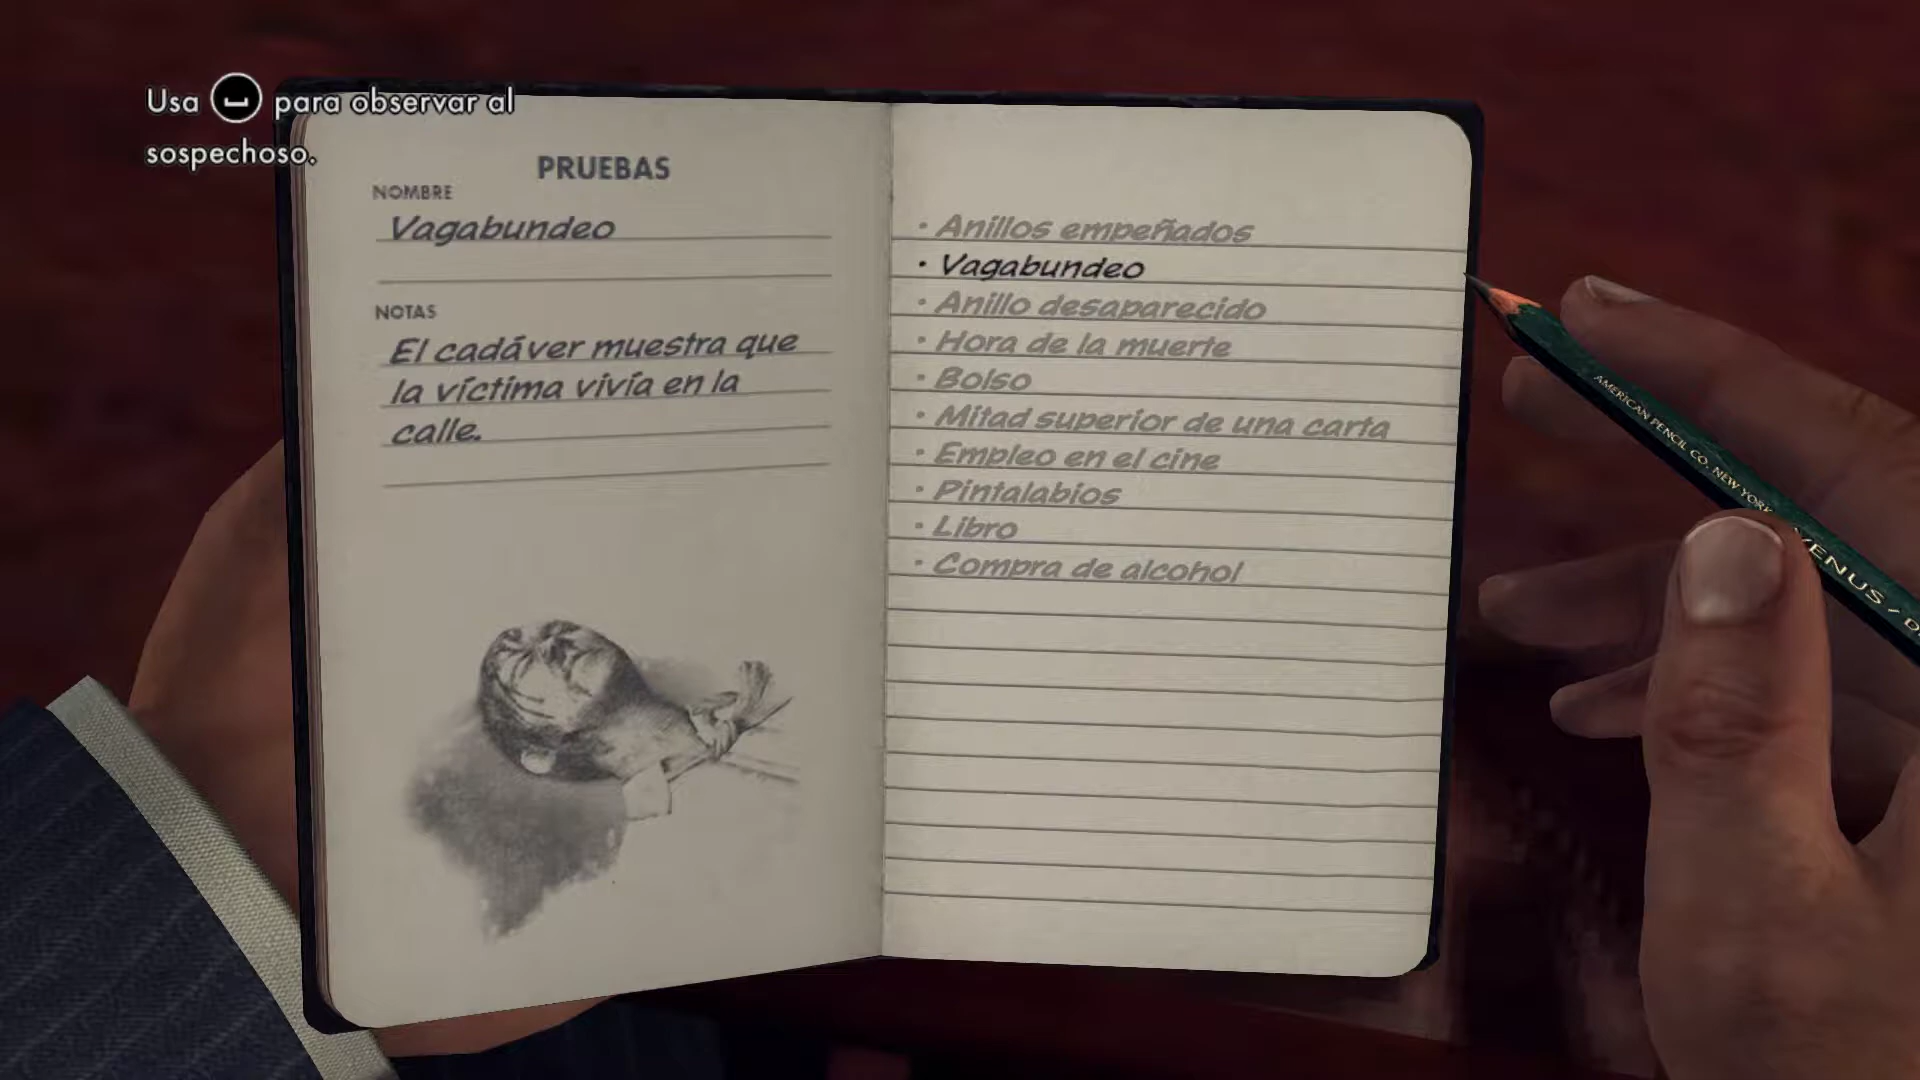 Usa para observar al
sospechoso.
PRUEBAS
NOMBRE
Vagabundeo
NOTAS
El cadáver muestra que
la víctima vivía en la
calle.
• Anillos empeñados
• Vagabundeo
• Anillo desaparecido
• Hora de la muerte
• Bolso
• Mitad superior de una carta
• Empleo en el cine
• Pintalabios
• Libro
• Compra de alcohol
AMERICAN PENCIL CO. NEW YORK
VENUS / D